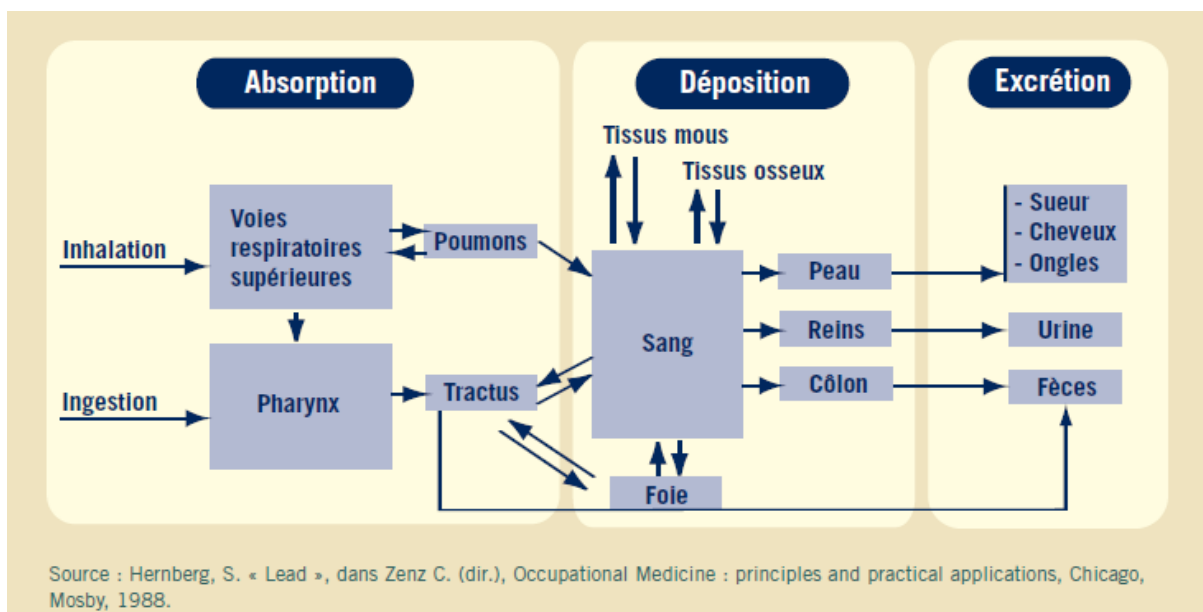 Absorption
Déposition
Excrétion
Tissus mous
Tissus osseux
Inhalation
Voies
respiratoires
supérieures
Poumons
Sang
Peau
- Sueur
- Cheveux
- Ongles
Reins
Urine
Ingestion
Pharynx
Tractus
Côlon
Fèces
Foie
Source : Hernberg, S. « Lead », dans Zenz C. (dir.), Occupational Medicine : principles and practical applications, Chicago,
Mosby, 1988.